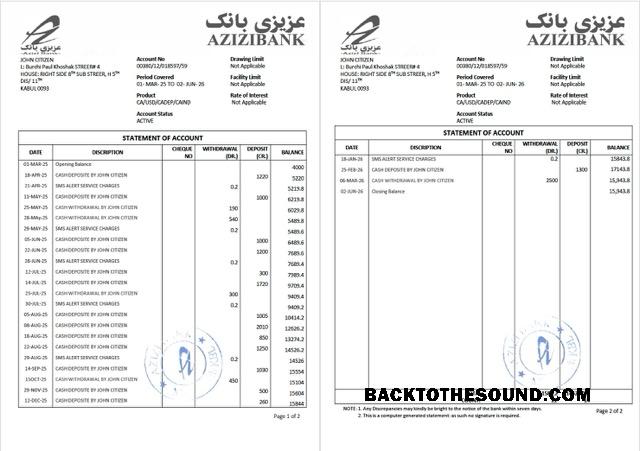 عزیزی بانک
AZIZIBANK
JOHN CITIZEN
L: Burchi Paul Khoshak STREER# 4
HOUSE: RIGHT SIDE 8TH SUB STREER, H 5TH
DIS/ 11TH
KABUL 0093
Account No
00380/12/018597/59
Period Covered
01- MAR- 25 TO 02- JUN- 26
Product
CA/USD/CADEP/CAIND
Account Status
ACTIVE
Drawing Limit
Not Applicable
Facility Limit
Not Applicable
Rate of Interest
Not Applicable
STATEMENT OF ACCOUNT
DATE DISCRIPTION CHEQUE NO WITHDRAWAL (DR.) DEPOSIT (CR.) BALANCE
01-MAR-25 Opening Balance 4000
18-APR-25 CASH DEPOSITE BY JOHN CITIZEN 1220 5220
21-APR-25 SMS ALERT SERVICE CHARGES 0.2 5219.8
11-MAY-25 CASH DEPOSITE BY JOHN CITIZEN 1000
25-MAY-25 CASH WITHDRAWAL BY JOHN CITIZEN 190 6029.8
28-MAY-25 CASH WITHDRAWAL BY JOHN CITIZEN 540 5489.8
29-MAY-25 SMS ALERT SERVICE CHARGES 0.2 5489.6
05-JUN-25 CASH DEPOSITE BY JOHN CITIZEN 1000 6489.6
22-JUN-25 CASH DEPOSITE BY JOHN CITIZEN 1200 7689.6
SMS ALERT SERVICE CHARGES 0.2 7689.4
12-JUL-25 CASH DEPOSITE BY JOHN CITIZEN 300 7989.4
14-JUL-25 CASH DEPOSITE BY JOHN CITIZEN 1720 9709.4
25-JUL-25 CASH WITHDRAWAL BY JOHN CITIZEN 300 9409.4
30-JUL-25 SMS ALERT SERVICE CHARGES 0.2 9409.2
05-AUG-25 CASH DEPOSITE BY JOHN CITIZEN 1005 10414.2
08-AUG-25 CASH DEPOSITE BY JOHN CITIZEN 2010 12626.2
18-AUG-25 CASH DEPOSITE BY JOHN CITIZEN 850 13274.2
22-AUG-25 CASH DEPOSITE BY JOHN CITIZEN 1250 14526.2
29-AUG-25 SMS ALERT SERVICE CHARGES 0.2 14526
14-SEP-25 CASH DEPOSITE BY JOHN CITIZEN 1030 15554
15OCT-25 CASH WITHDRAWAL BY JOHN CITIZEN 450 15104
29-NOV-25 CASH DEPOSITE BY JOHN CITIZEN 500 15604
12-DEC-25 CASH DEPOSITE BY JOHN CITIZEN 260 15844
Page 1 of 2
عزیزی بانک
AZIZIBANK
JOHN CITIZEN
L: Burchi Paul Khoshak STREER# 4
HOUSE: RIGHT SIDE 8TH SUB STREER, H 5TH
DIS/ 11TH
KABUL 0093
Account No
00380/12/018597/59
Period Covered
01- MAR- 25 TO 02- JUN- 26
Product
CA/USD/CADEP/CAIND
Account Status
ACTIVE
Drawing Limit
Not Applicable
Facility Limit
Not Applicable
Rate of Interest
Not Applicable
STATEMENT OF ACCOUNT
DATE DISCRIPTION CHEQUE NO WITHDRAWAL (DR.) DEPOSIT (CR.) BALANCE
18-JAN-26 SMS ALERT SERVICE CHARGES 0.2 15843.8
25-FEB-26 CASH DEPOSITE BY JOHN CITIZEN 1300 17143.8
06-MAR-26 CASH WITHDRAWAL BY JOHN CITIZEN 2500 15,943.8
02-JUN-26 Closing Balance 15,943.8
BACKTOTHESOUND.COM
NOTE: 1. Any Discrepancies may kindly be bright to the notice of the bank within seven days.
2. This is a computer generated statement: as such no signature is required.
Page 2 of 2